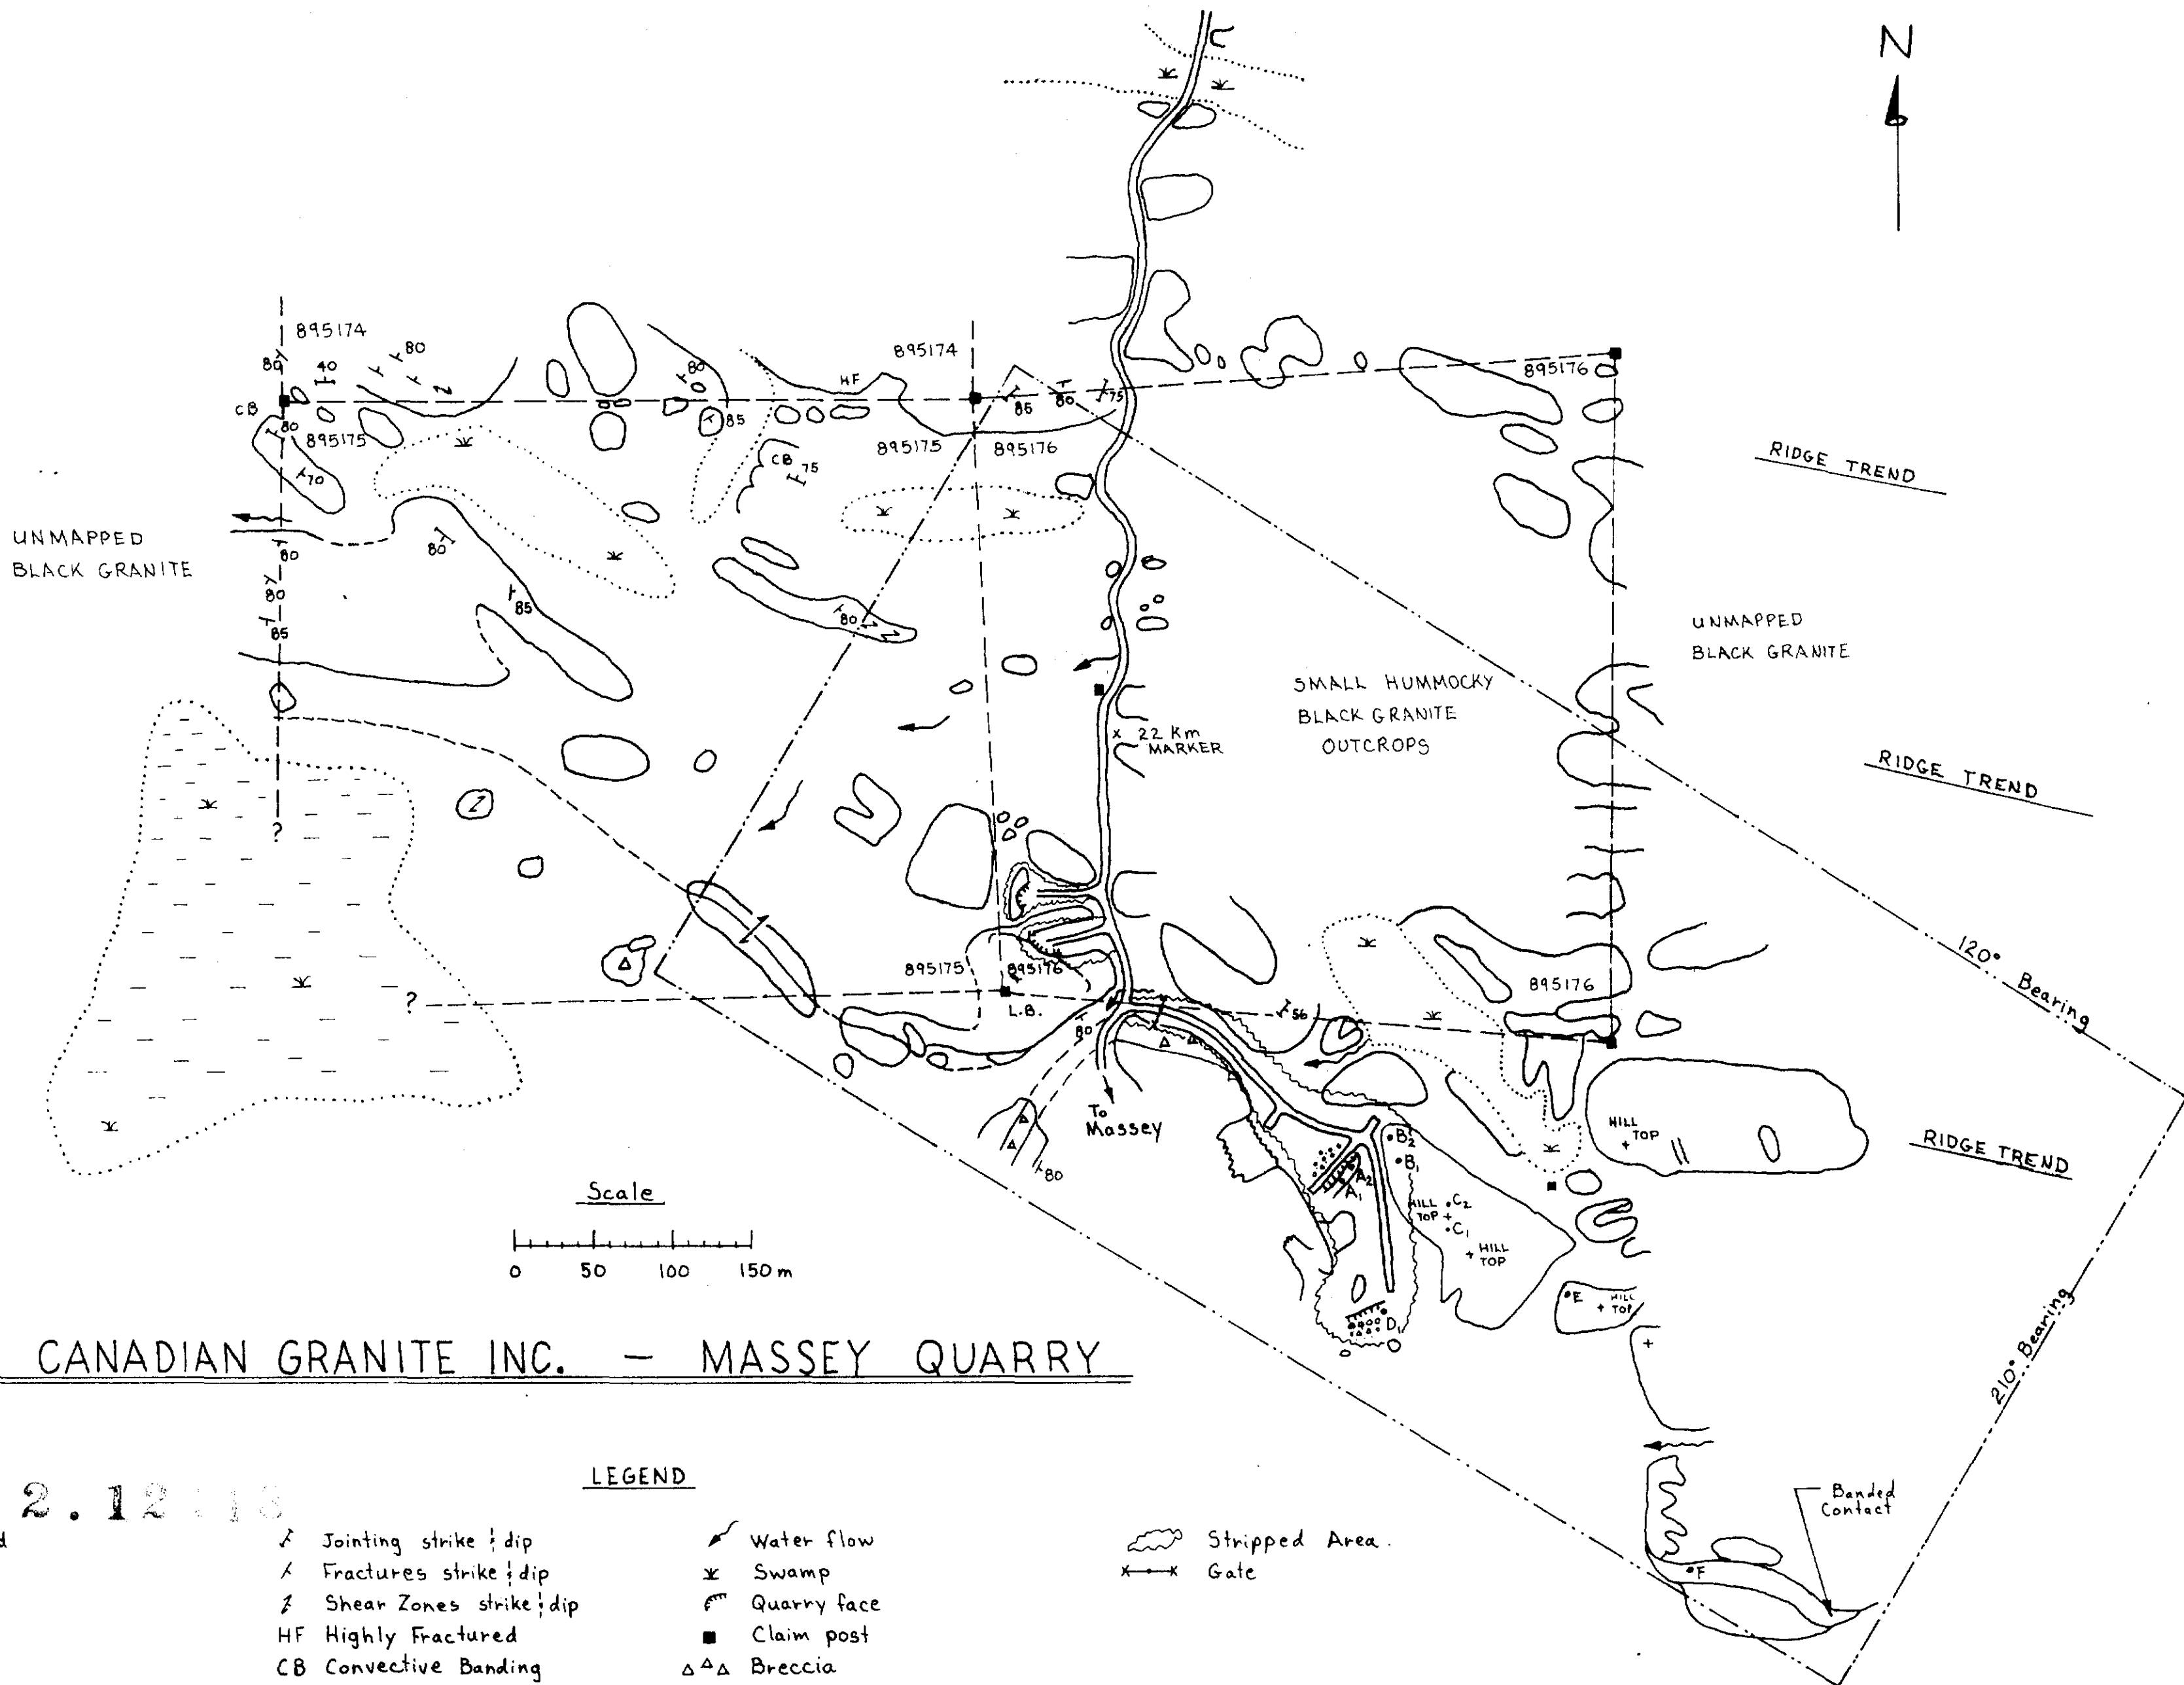 N
895174
80
80
40
CB
80
895175
70
80
85
HF
895174
85
80
75
895176
CB 75
875175
895176
RIDGE TREND
UNMAPPED
BLACK GRANITE
80
80
80
85
85
80
UNMAPPED
BLACK GRANITE
SMALL HUMMOCKY
BLACK GRANITE
OUTCROPS
x 22 Km
MARKER
RIDGE TREND
?
895175
895176
895176
120° Bearing
?
L.B.
80
56
To
Massey
80
B2
B1
A2
A1
HILL
TOP
C2
C1
HILL
TOP
HILL
TOP
RIDGE TREND
E
HILL
TOP
D1
210° Bearing
Scale
0 50 100 150 m
CANADIAN GRANITE INC. - MASSEY QUARRY
Banded
Contact
F
LEGEND
2.12
d
Jointing strike & dip
Fractures strike & dip
Shear Zones strike & dip
HF Highly Fractured
CB Convective Banding
Water flow
Swamp
Quarry face
Claim post
Breccia
Stripped Area.
Gate